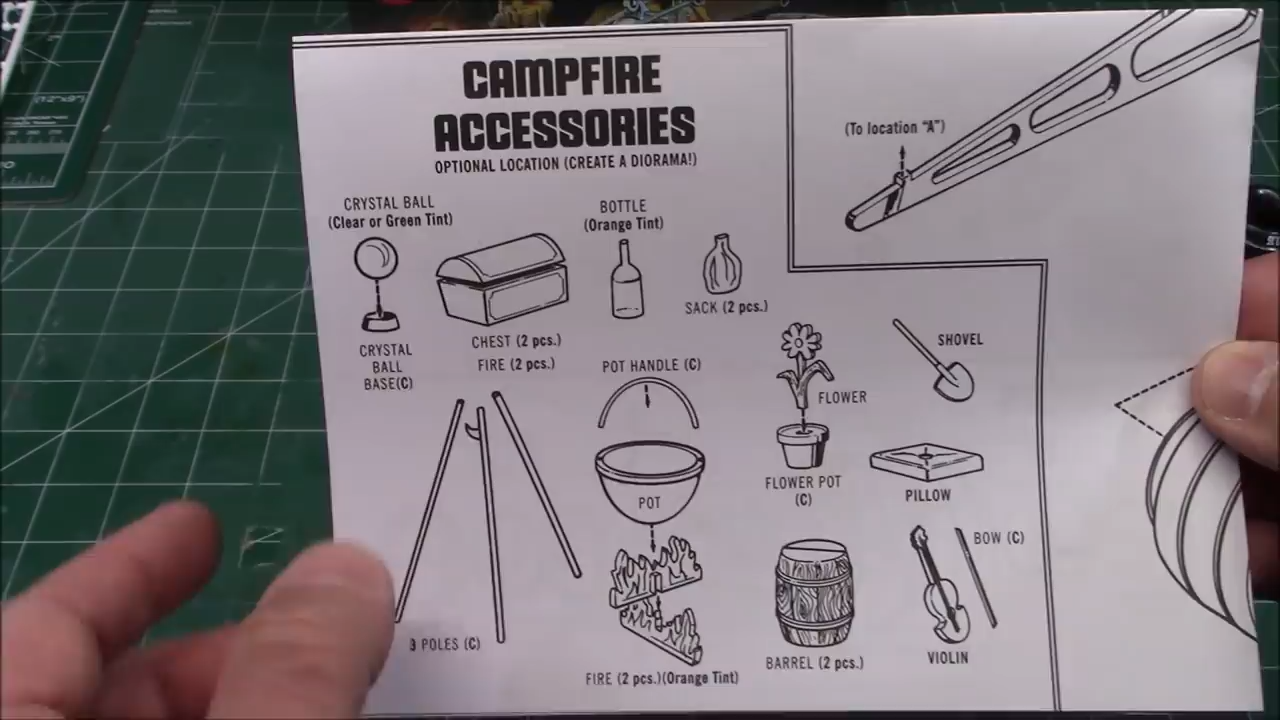 CAMPFIRE
ACCESSORIES
OPTIONAL LOCATION (CREATE A DIORAMA!)
(To location "A")
CRYSTAL BALL
(Clear or Green Tint)
BOTTLE
(Orange Tint)
SACK (2 pcs.)
CRYSTAL
BALL
BASE(C)
CHEST (2 pcs.)
FIRE (2 pcs.)
POT HANDLE (C)
SHOVEL
FLOWER
POT
FLOWER POT
(C)
PILLOW
BOW (C)
3 POLES (C)
BARREL (2 pcs.)
VIOLIN
FIRE (2 pcs.)(Orange Tint)